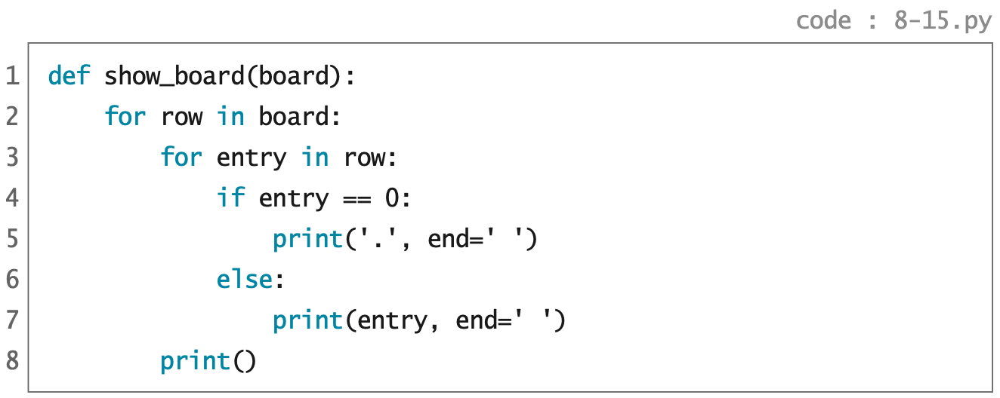 code : 8-15.py
1 def show_board(board):
2     for row in board:
3         for entry in row:
4             if entry == 0:
5                 print('.', end=' ')
6             else:
7                 print(entry, end=' ')
8         print()